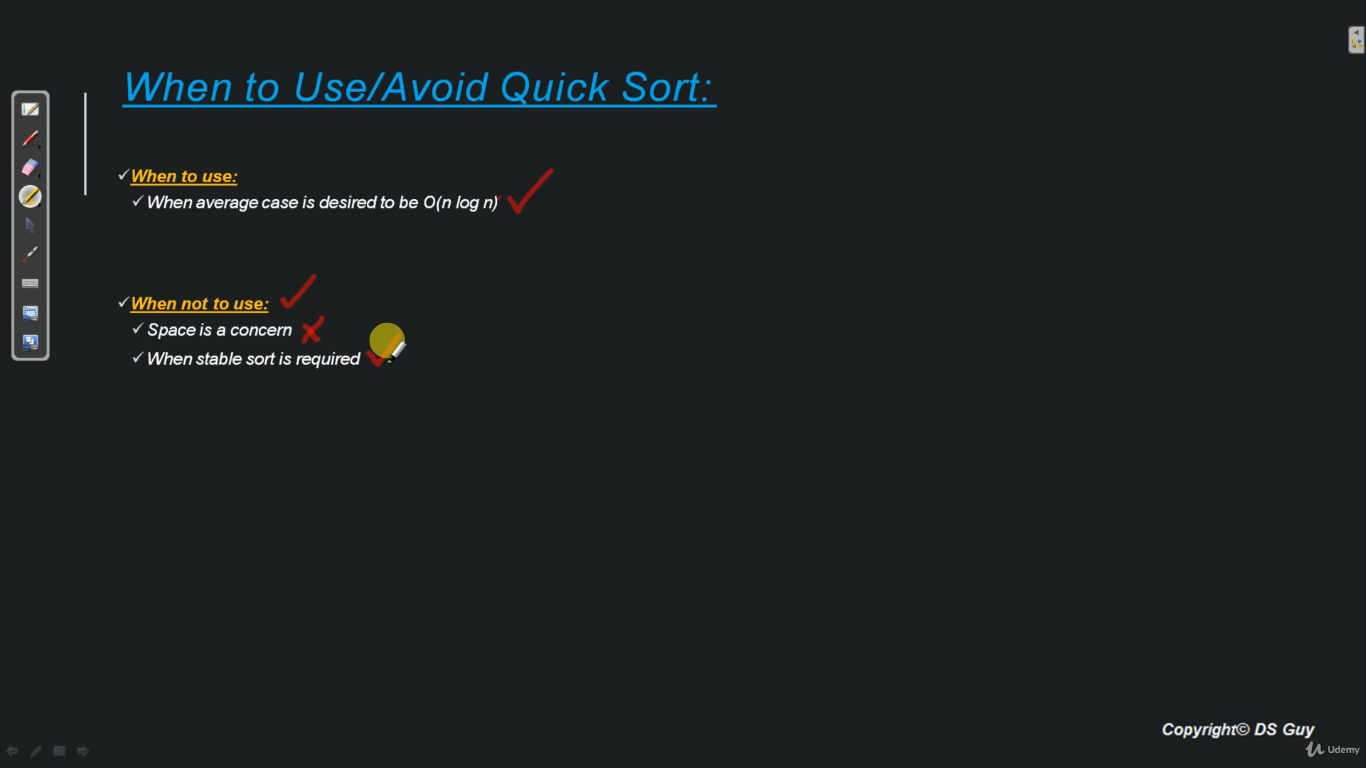 When to Use/Avoid Quick Sort:
When to use:
When average case is desired to be O(n log n)
When not to use:
Space is a concern
When stable sort is required
Copyright© DS Guy
Udemy